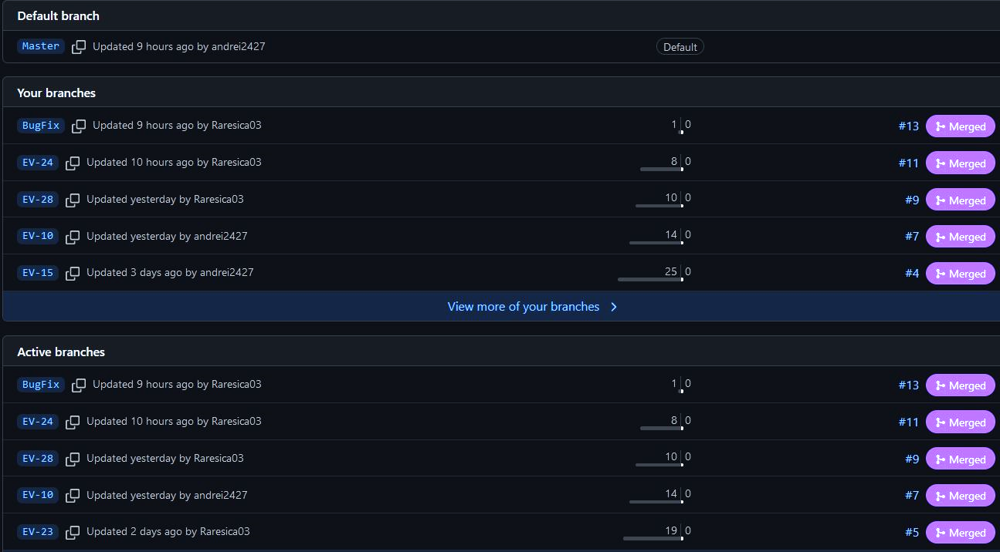 Default branch
Master Updated 9 hours ago by andrei2427 Default
Your branches
BugFix Updated 9 hours ago by Raresica03 1 0 #13 Merged
EV-24 Updated 10 hours ago by Raresica03 8 0 #11 Merged
EV-28 Updated yesterday by Raresica03 10 0 #9 Merged
EV-10 Updated yesterday by andrei2427 14 0 #7 Merged
EV-15 Updated 3 days ago by andrei2427 25 0 #4 Merged
View more of your branches
Active branches
BugFix Updated 9 hours ago by Raresica03 1 0 #13 Merged
EV-24 Updated 10 hours ago by Raresica03 8 0 #11 Merged
EV-28 Updated yesterday by Raresica03 10 0 #9 Merged
EV-10 Updated yesterday by andrei2427 14 0 #7 Merged
EV-23 Updated 2 days ago by Raresica03 19 0 #5 Merged